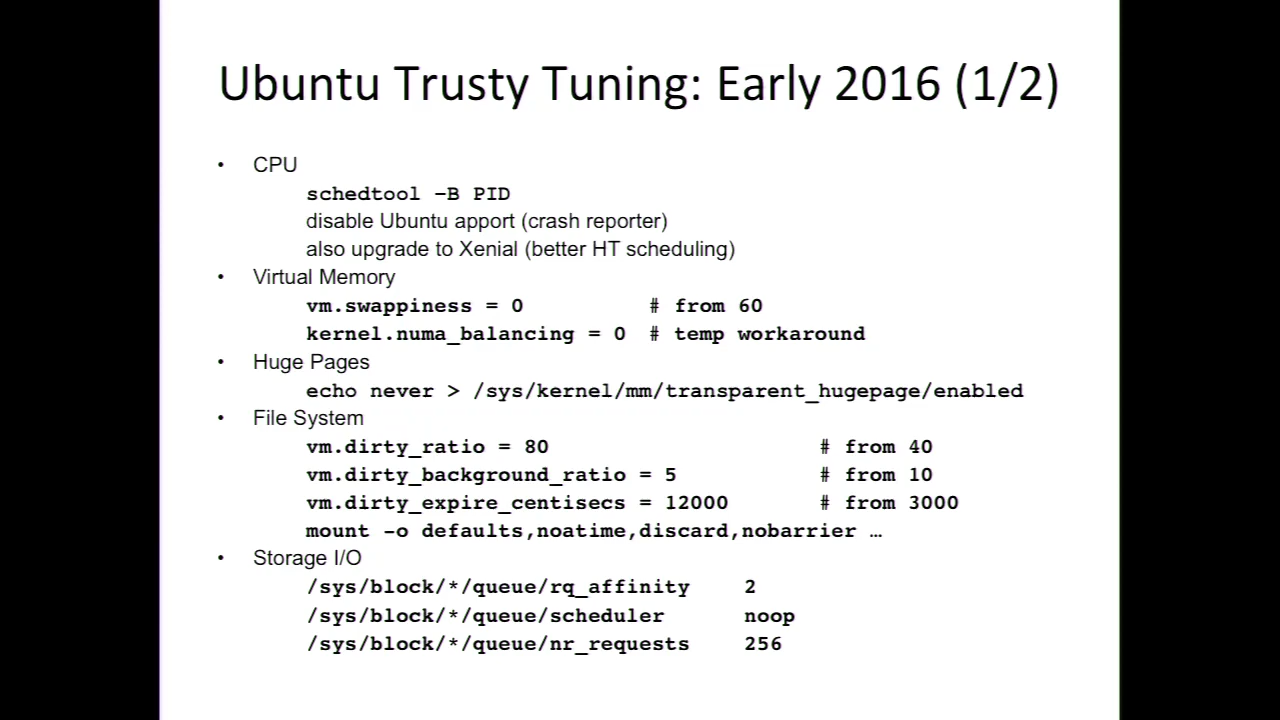 Ubuntu Trusty Tuning: Early 2016 (1/2)
• CPU
schedtool –B PID
disable Ubuntu apport (crash reporter)
also upgrade to Xenial (better HT scheduling)
• Virtual Memory
vm.swappiness = 0 # from 60
kernel.numa_balancing = 0 # temp workaround
• Huge Pages
echo never > /sys/kernel/mm/transparent_hugepage/enabled
• File System
vm.dirty_ratio = 80 # from 40
vm.dirty_background_ratio = 5 # from 10
vm.dirty_expire_centisecs = 12000 # from 3000
mount –o defaults,noatime,discard,nobarrier …
• Storage I/O
/sys/block/*/queue/rq_affinity 2
/sys/block/*/queue/scheduler noop
/sys/block/*/queue/nr_requests 256